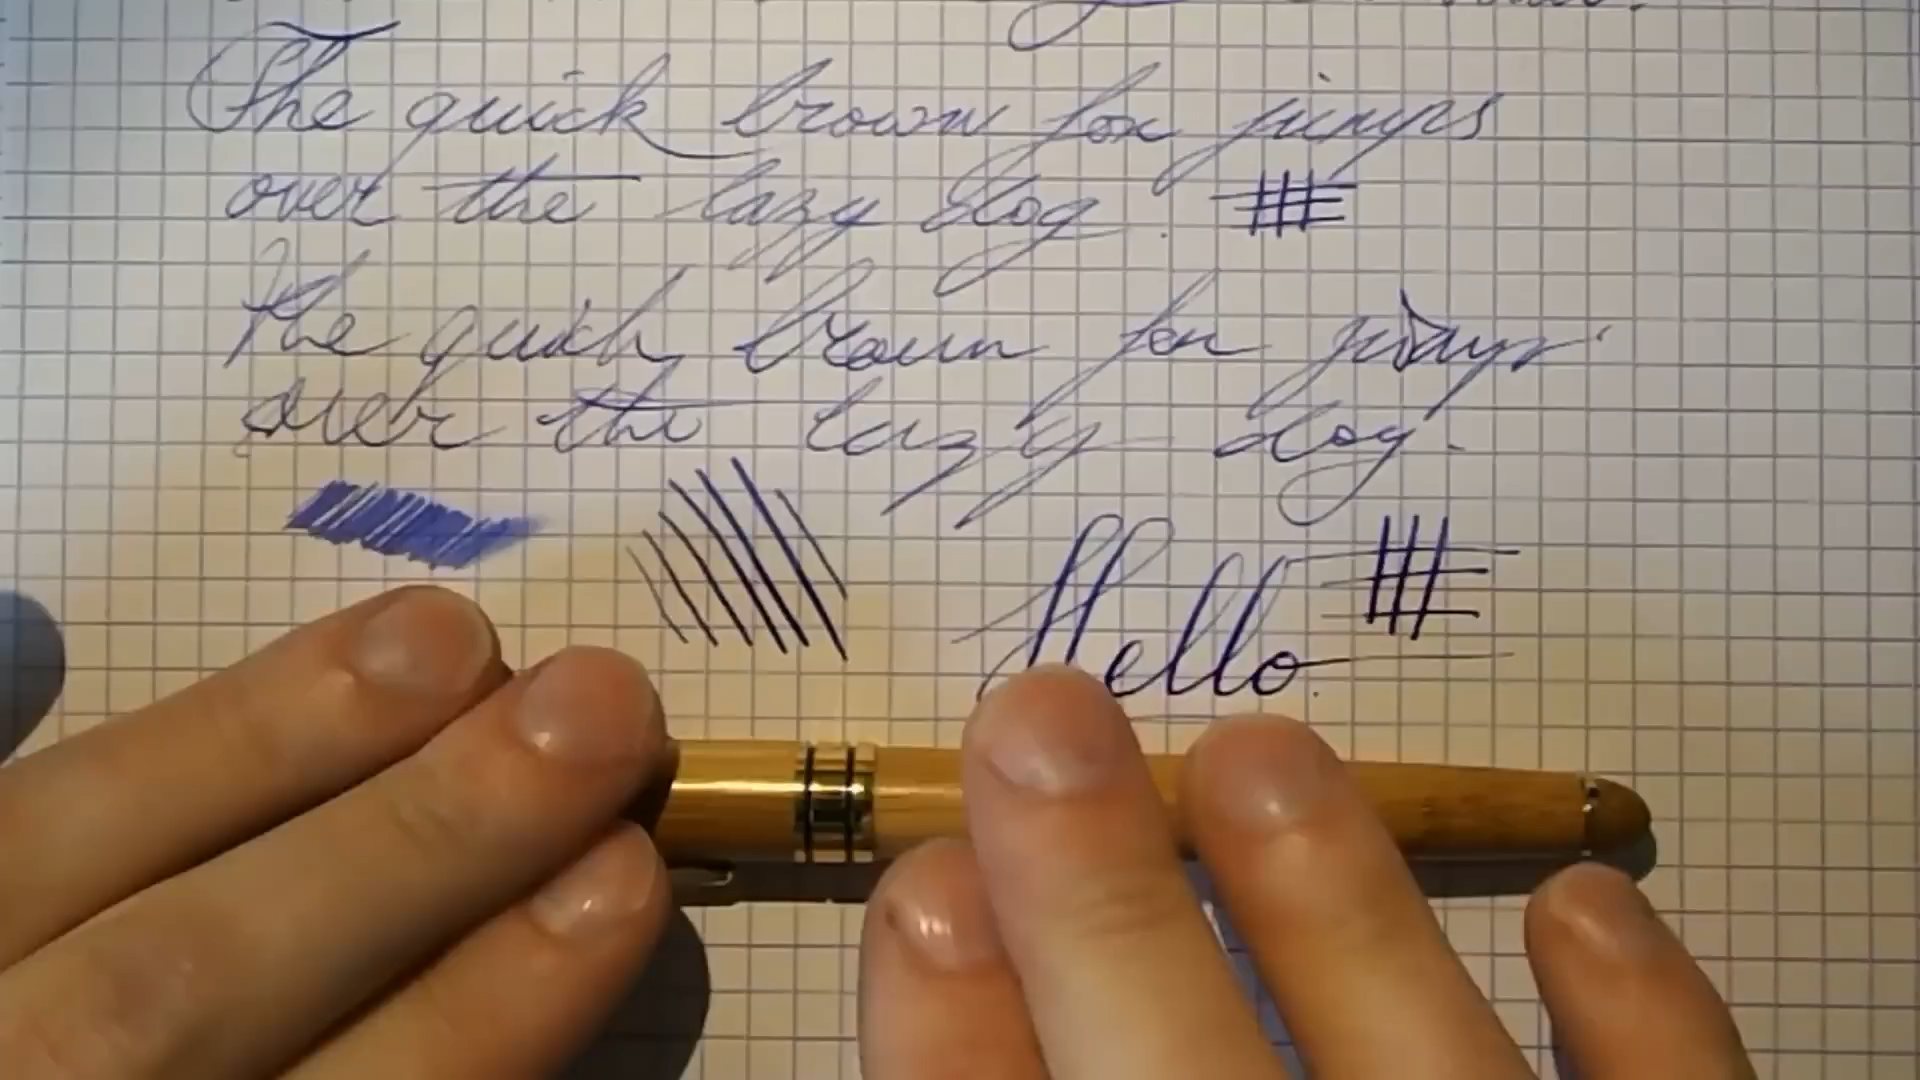 The quick brown fox jumps
over the lazy dog.
The quick brown fox jumps
over the lazy dog.
Hello.